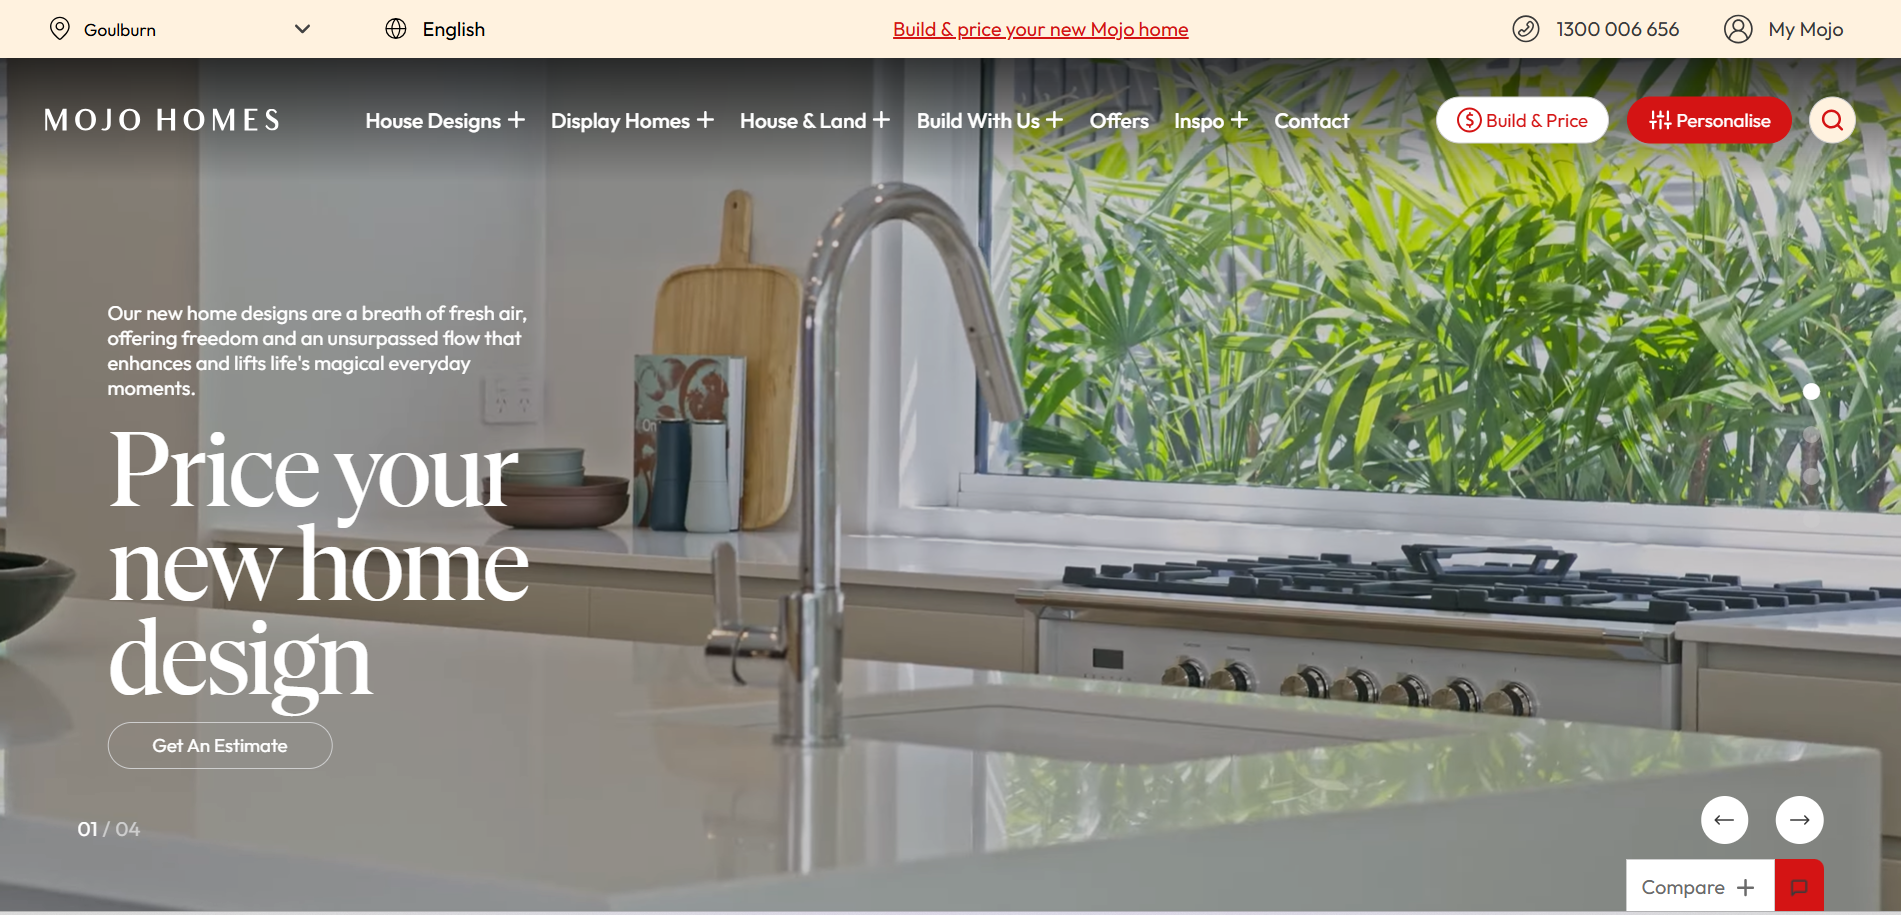 Goulburn
English
Build & price your new Mojo home
1300 006 656
My Mojo
MOJO HOMES
House Designs +
Display Homes +
House & Land +
Build With Us +
Offers
Inspo +
Contact
Build & Price
Personalise
Our new home designs are a breath of fresh air,
offering freedom and an unsurpassed flow that
enhances and lifts life's magical everyday
moments.
Price your
new home
design
Get An Estimate
01 / 04
Compare +